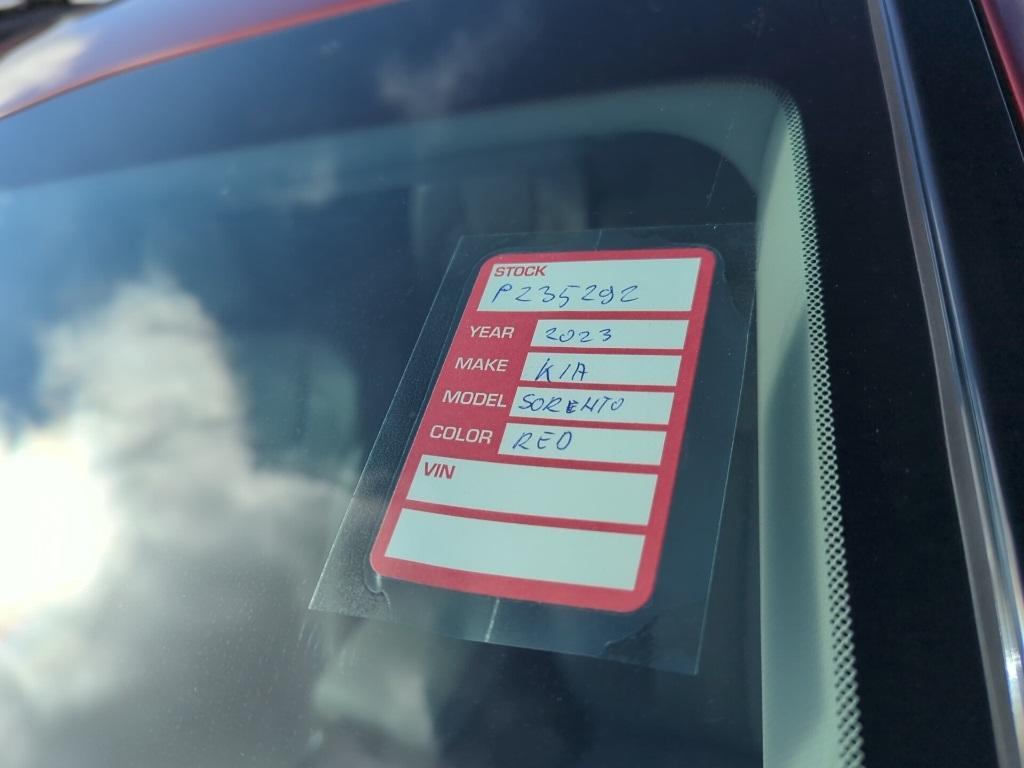 STOCK
P235292
YEAR 2023
MAKE KIA
MODEL SORENTO
COLOR RED
VIN